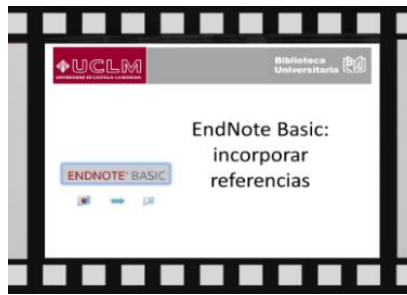 UCLM
UNIVERSIDAD DE CASTILLA-LA MANCHA
Biblioteca
Universitaria
EndNote Basic:
incorporar
referencias
ENDNOTE® BASIC